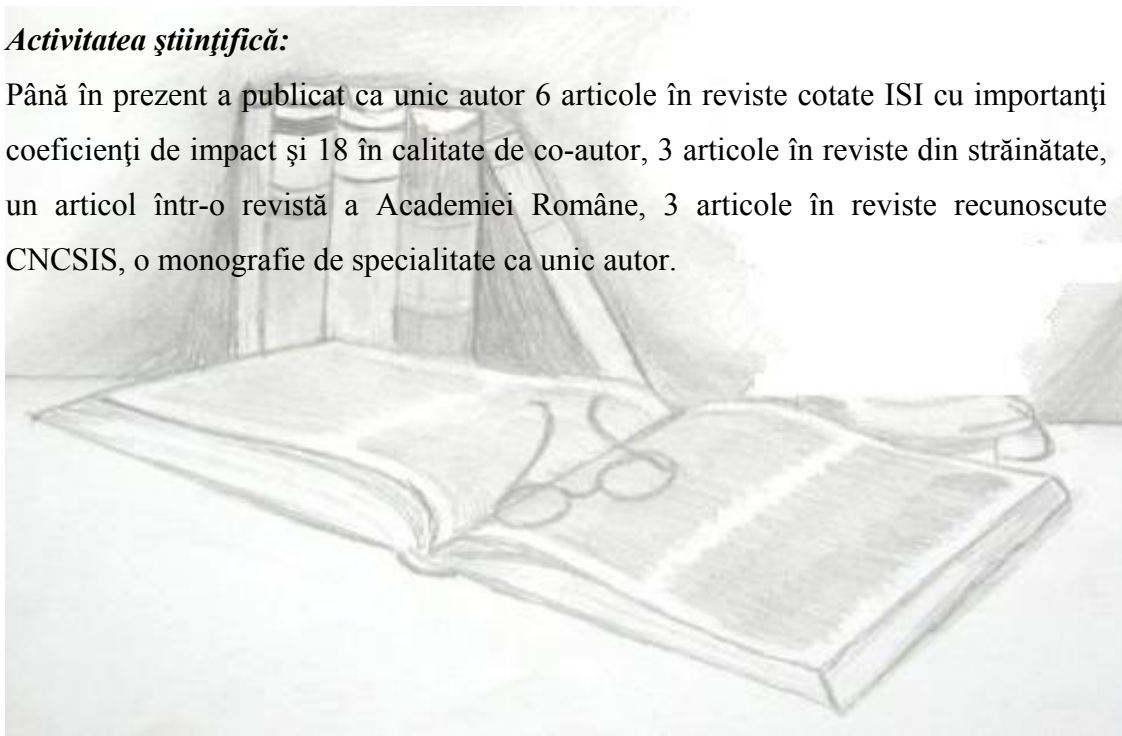 Activitatea ştiinţifică:
Până în prezent a publicat ca unic autor 6 articole în reviste cotate ISI cu importanţi
coeficienţi de impact şi 18 în calitate de co-autor, 3 articole în reviste din străinătate,
un articol într-o revistă a Academiei Române, 3 articole în reviste recunoscute
CNCSIS, o monografie de specialitate ca unic autor.